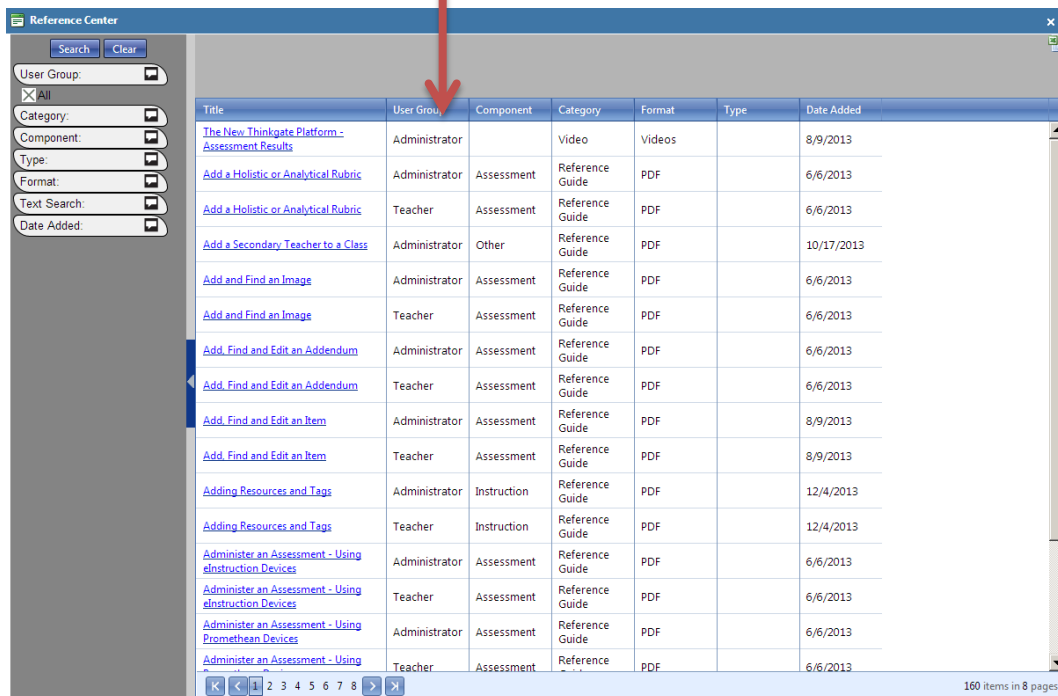 Reference Center
Search Clear
User Group:
All
Category:
Component:
Type:
Format:
Text Search:
Date Added:
Title User Group Component Category Format Type Date Added
The New Thinkgate Platform -
Assessment Results
Administrator Video Videos 8/9/2013
Add a Holistic or Analytical Rubric Administrator Assessment Reference
Guide PDF 6/6/2013
Add a Holistic or Analytical Rubric Teacher Assessment Reference
Guide PDF 6/6/2013
Add a Secondary Teacher to a Class Administrator Other Reference
Guide PDF 10/17/2013
Add and Find an Image Administrator Assessment Reference
Guide PDF 6/6/2013
Add and Find an Image Teacher Assessment Reference
Guide PDF 6/6/2013
Add, Find and Edit an Addendum Administrator Assessment Reference
Guide PDF 6/6/2013
Add, Find and Edit an Addendum Teacher Assessment Reference
Guide PDF 6/6/2013
Add, Find and Edit an Item Administrator Assessment Reference
Guide PDF 8/9/2013
Add, Find and Edit an Item Teacher Assessment Reference
Guide PDF 8/9/2013
Adding Resources and Tags Administrator Instruction Reference
Guide PDF 12/4/2013
Adding Resources and Tags Teacher Instruction Reference
Guide PDF 12/4/2013
Administer an Assessment - Using
eInstruction Devices
Administrator Assessment Reference
Guide PDF 6/6/2013
Administer an Assessment - Using
eInstruction Devices
Teacher Assessment Reference
Guide PDF 6/6/2013
Administer an Assessment - Using
Promethean Devices
Administrator Assessment Reference
Guide PDF 6/6/2013
Administer an Assessment - Using
Teacher Assessment Reference
PDF 6/6/2013
1 2 3 4 5 6 7 8 160 items in 8 pages